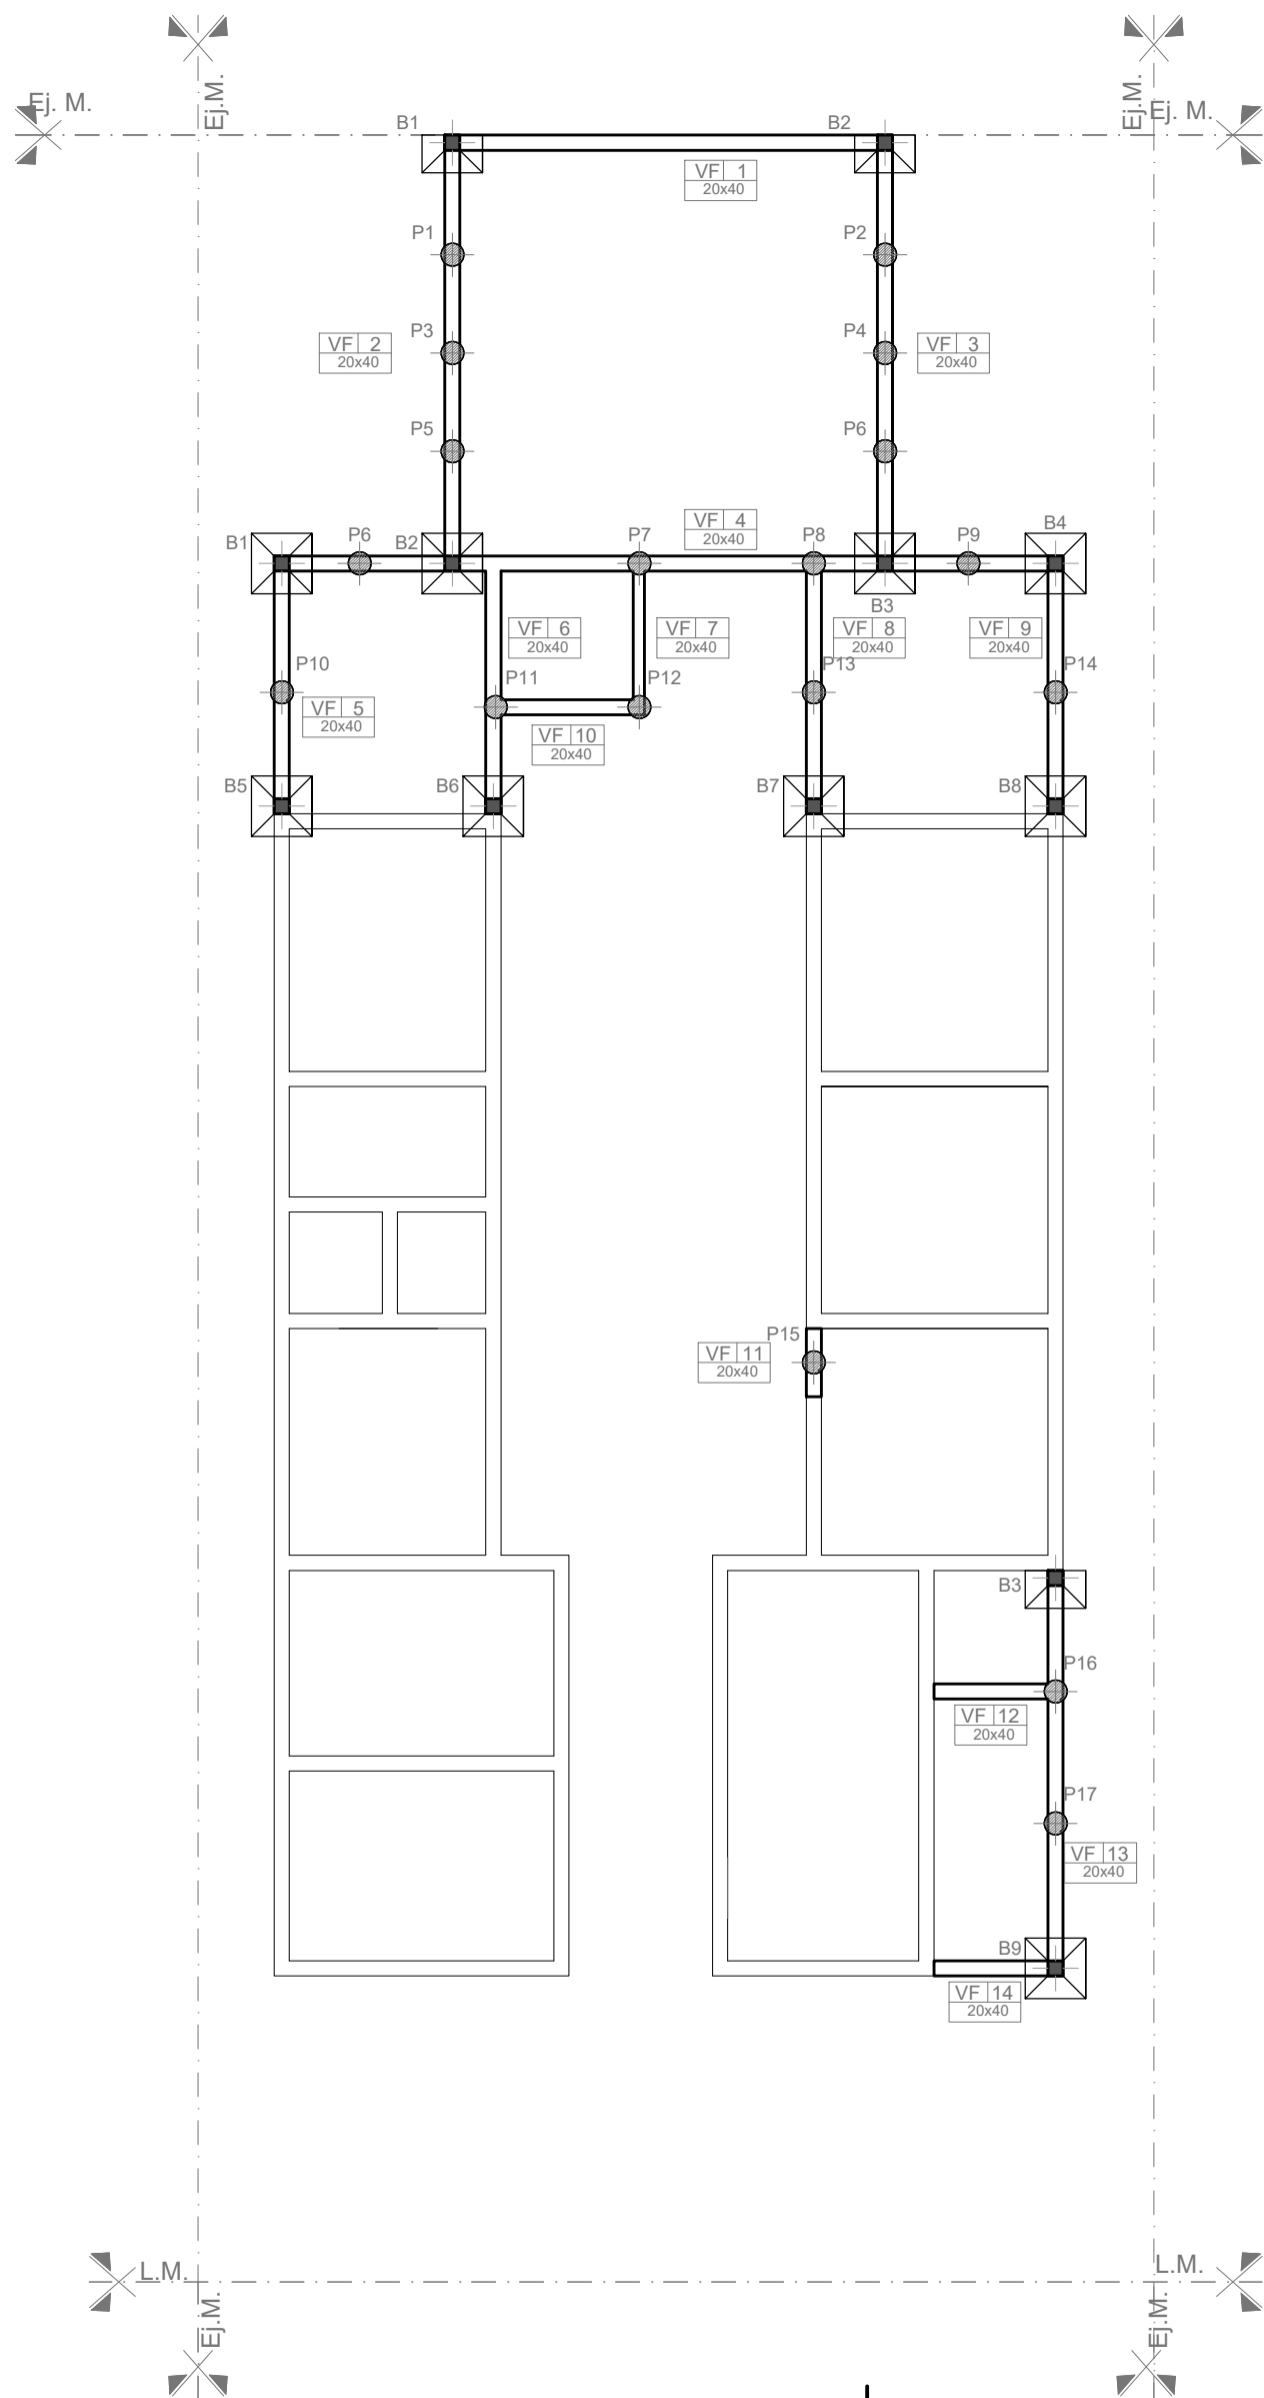 Ej.M.
Ej.M.
Ej. M.
Ej. M.
B1
B2
VF 1
20x40
P1
P2
P3
P4
VF 2
20x40
VF 3
20x40
P5
P6
B1
P6
B2
P7
VF 4
20x40
P8
P9
B4
B3
VF 6
20x40
VF 7
20x40
VF 8
20x40
VF 9
20x40
P10
P11
P12
P13
P14
VF 5
20x40
VF 10
20x40
B5
B6
B7
B8
P15
VF 11
20x40
B3
P16
VF 12
20x40
P17
VF 13
20x40
B9
VF 14
20x40
L.M.
L.M.
Ej.M.
Ej.M.